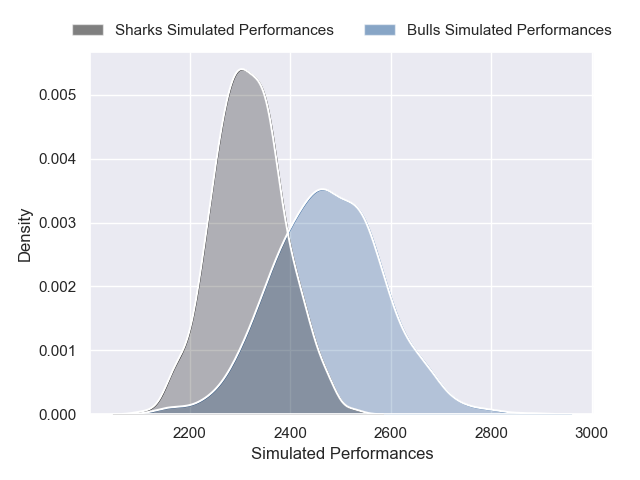 Sharks Simulated Performances Bulls Simulated Performances
0.005
0.004
0.003
0.002
0.001
0.000
Density
2200 2400 2600 2800 3000
Simulated Performances